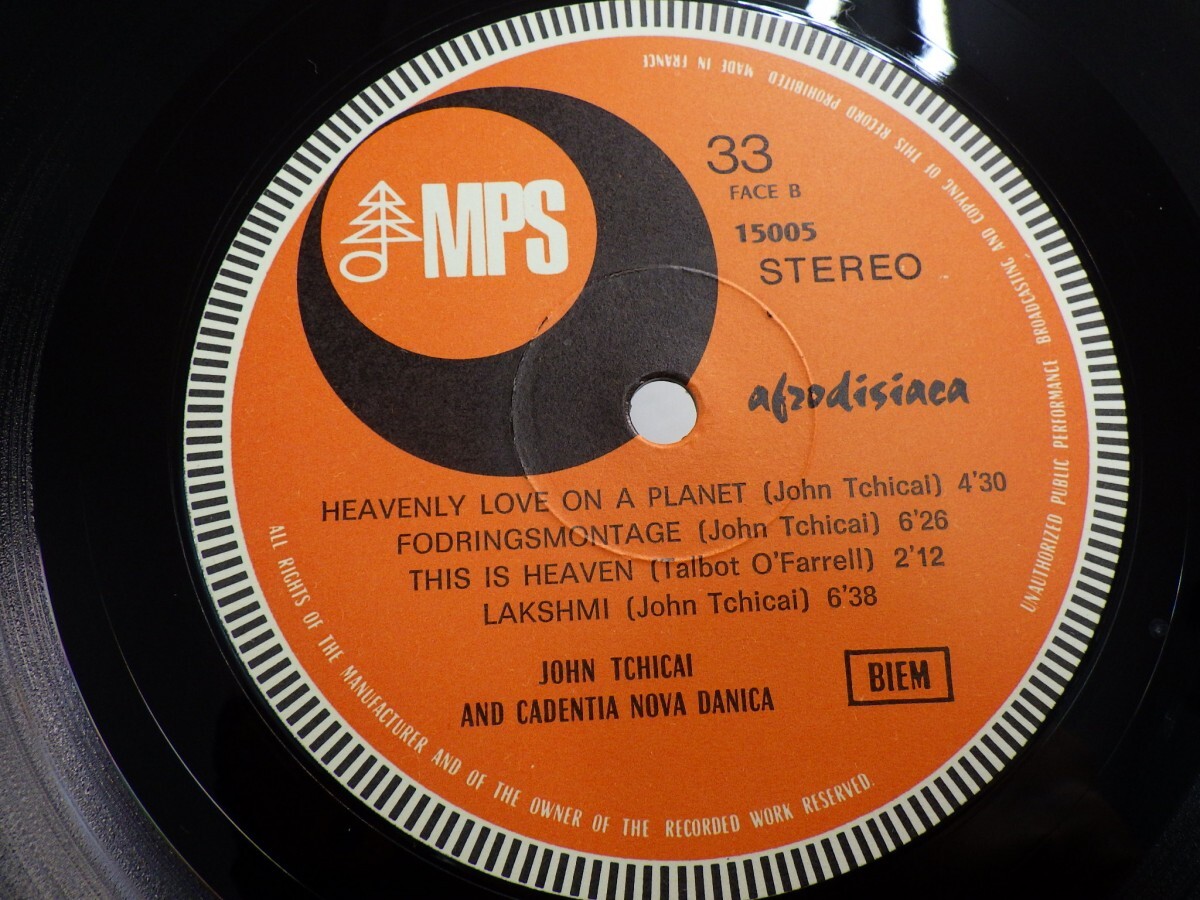 MPS
33
FACE B
15005
STEREO
afrodisiaca
HEAVENLY LOVE ON A PLANET (John Tchicai) 4'30
FODRINGSMONTAGE (John Tchicai) 6'26
THIS IS HEAVEN (Talbot O'Farrell) 2'12
LAKSHMI (John Tchicai) 6'38
JOHN TCHICAI
AND CADENTIA NOVA DANICA
BIEM
ALL RIGHTS OF THE MANUFACTURER AND OF THE OWNER OF THE RECORDED WORK RESERVED.
UNAUTHORIZED PUBLIC PERFORMANCE BROADCASTING AND COPYING OF THIS RECORD PROHIBITED. MADE IN FRANCE